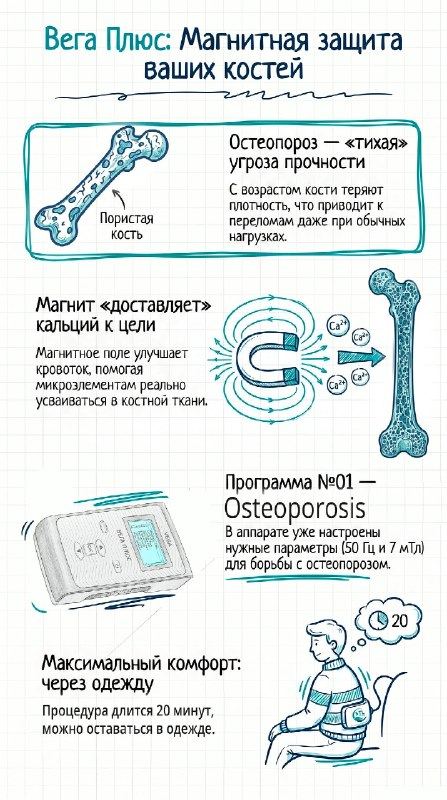 Вега Плюс: Магнитная защита
ваших костей
Остеопороз — «тихая»
угроза прочности
С возрастом кости теряют
плотность, что приводит к
переломам даже при обычных
нагрузках.
Пористая
кость
Магнит «доставляет»
кальций к цели
Магнитное поле улучшает
кровоток, помогая
микроэлементам реально
усваиваться в костной ткани.
Ca²⁺
Ca²⁺
Ca²⁺
Ca²⁺
Программа №01 —
Osteoporosis
В аппарате уже настроены
нужные параметры (50 Гц и 7 мТл)
для борьбы с остеопорозом.
ВЕГА ПЛЮС
20
Максимальный комфорт:
через одежду
Процедура длится 20 минут,
можно оставаться в одежде.